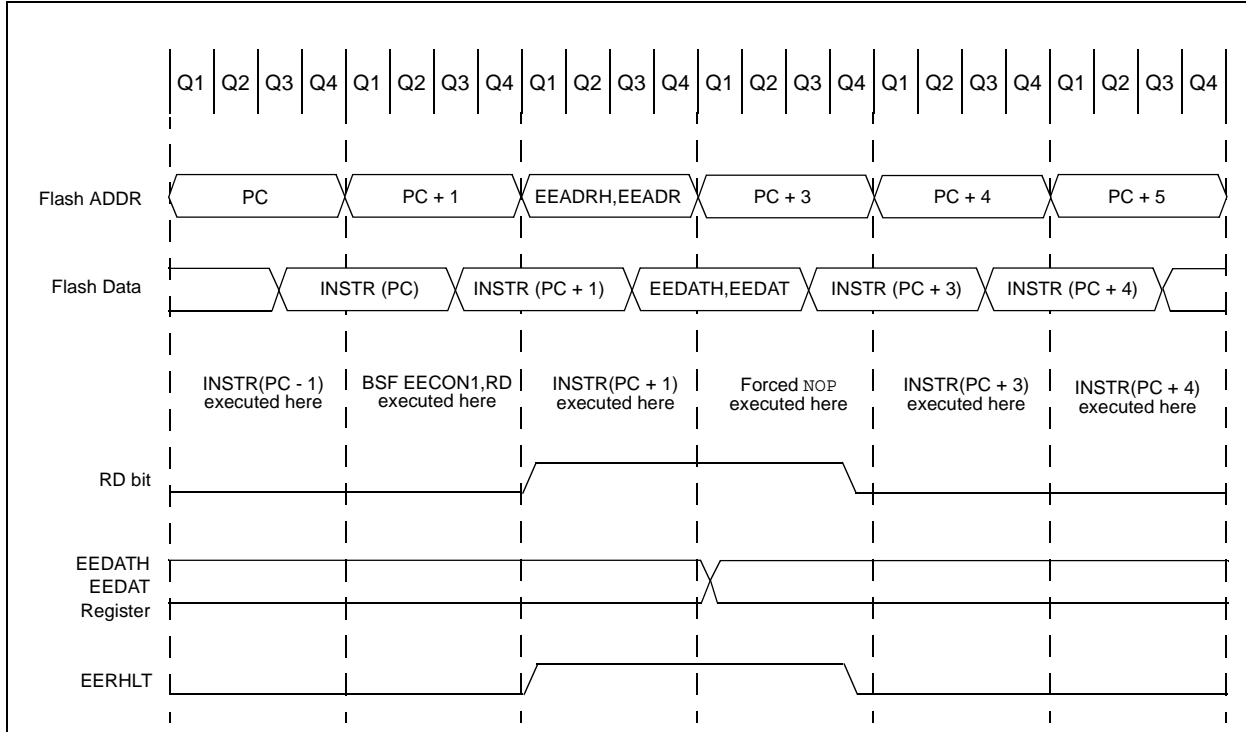 Q1 Q2 Q3 Q4 Q1 Q2 Q3 Q4 Q1 Q2 Q3 Q4 Q1 Q2 Q3 Q4 Q1 Q2 Q3 Q4 Q1 Q2 Q3 Q4
Flash ADDR PC PC + 1 EEADRH,EEADR PC + 3 PC + 4 PC + 5
Flash Data INSTR (PC) INSTR (PC + 1) EEDATH,EEDAT INSTR (PC + 3) INSTR (PC + 4)
INSTR(PC - 1)
executed here
BSF EECON1,RD
executed here
INSTR(PC + 1)
executed here
Forced NOP
executed here
INSTR(PC + 3)
executed here
INSTR(PC + 4)
executed here
RD bit
EEDATH
EEDAT
Register
EERHLT